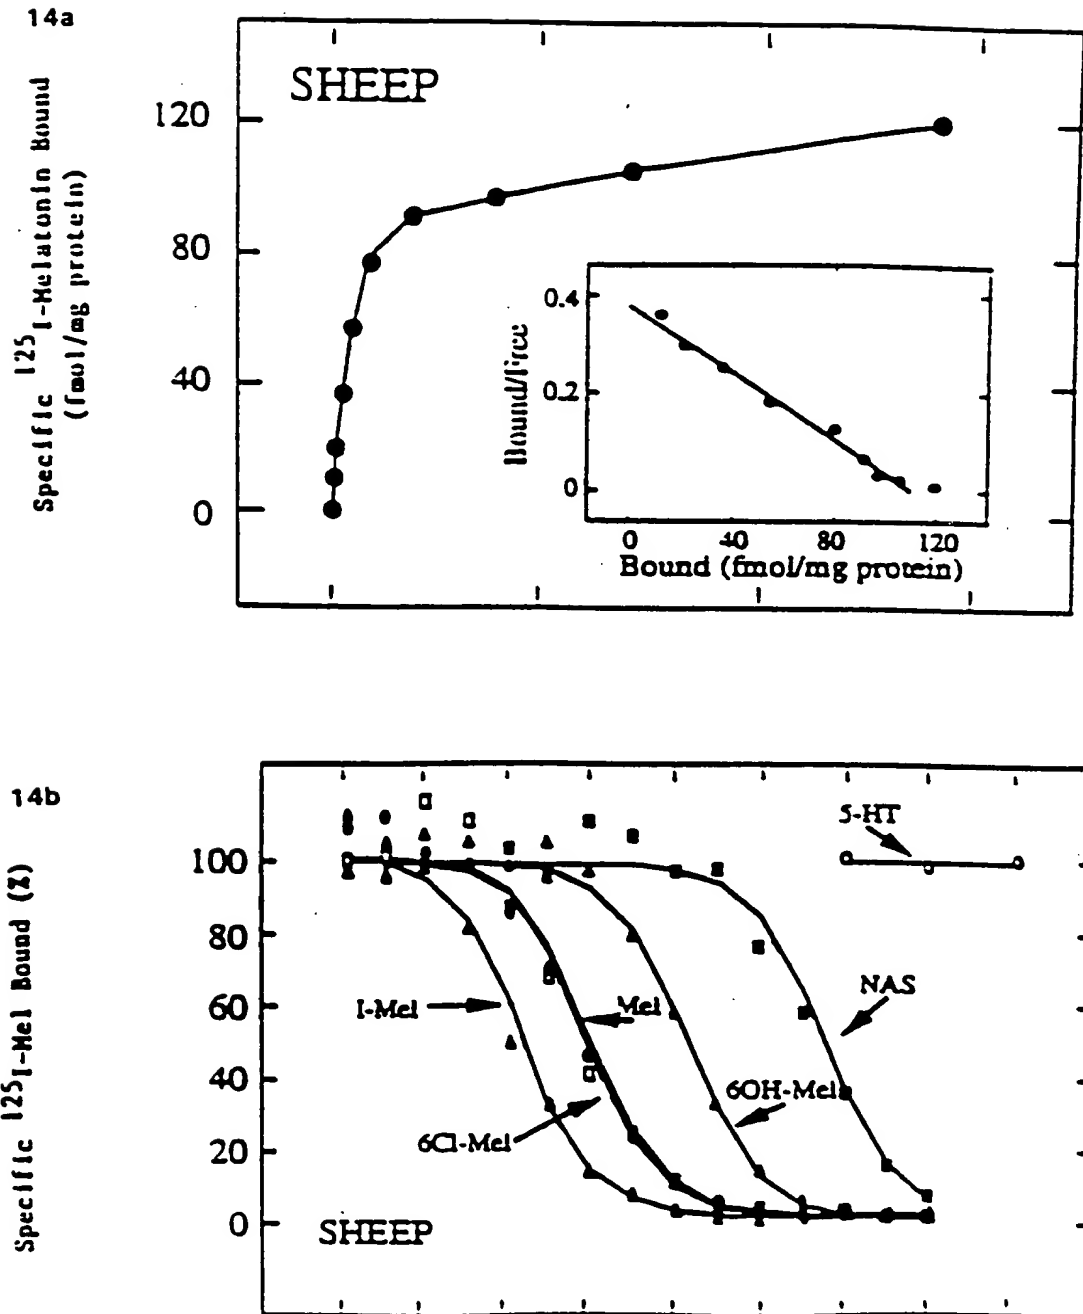 14a
SHEEP
Specific 125I-Melatonin Bound
(fmol/mg protein)
120
80
40
0
Bound/Free
0.4
0.2
0
0 40 80 120
Bound (fmol/mg protein)
14b
Specific 125I-Mel Bound (%)
100
80
60
40
20
0
5-HT
NAS
I-Mel
Mel
6OH-Mel
6Cl-Mel
SHEEP